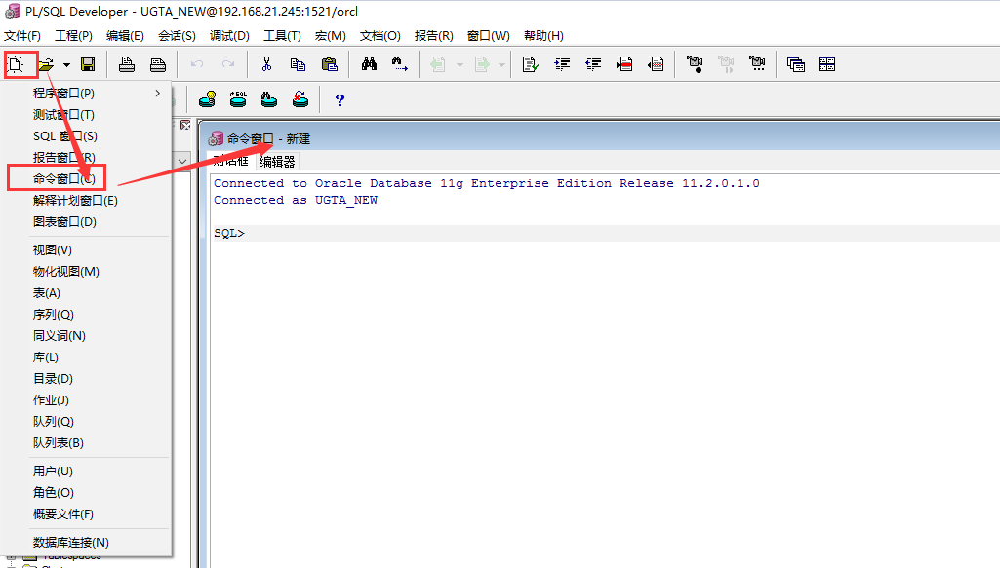 PL/SQL Developer - UGTA_NEW@192.168.21.245:1521/orcl
文件(F) 工程(P) 编辑(E) 会话(S) 调试(D) 工具(T) 宏(M) 文档(O) 报告(R) 窗口(W) 帮助(H)
程序窗口(P)
测试窗口(T)
SQL 窗口(S)
报告窗口(R)
命令窗口(C)
解释计划窗口(E)
图表窗口(D)
视图(V)
物化视图(M)
表(A)
序列(Q)
同义词(N)
库(L)
目录(D)
作业(J)
队列(Q)
队列表(B)
用户(U)
角色(O)
概要文件(F)
数据库连接(N)
Tablespaces
SQL
?
命令窗口 - 新建
对话框 编辑器
Connected to Oracle Database 11g Enterprise Edition Release 11.2.0.1.0
Connected as UGTA_NEW
SQL>